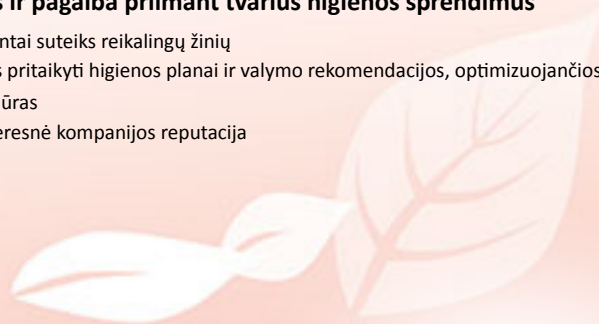 s ir pagalba priimant tvarius higienos sprendimus
ntai suteiks reikalingų žinių
s pritaikyti higienos planai ir valymo rekomendacijos, optimizuojančios
ūras
eresnė kompanijos reputacija